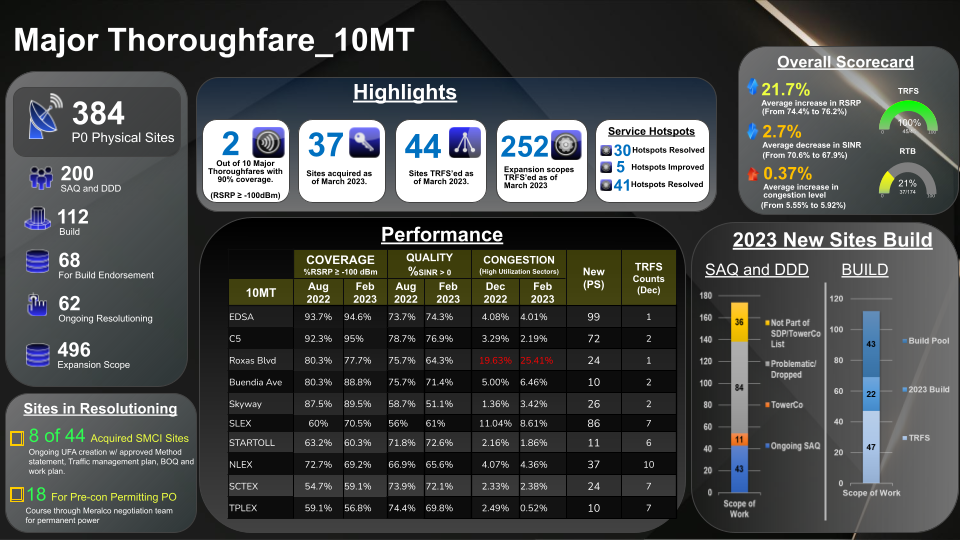 Major Thoroughfare_10MT
384
P0 Physical Sites
200
SAQ and DDD
112
Build
68
For Build Endorsement
62
Ongoing Resolutioning
496
Expansion Scope
Sites in Resolutioning
8 of 44 Acquired SMCI Sites
Ongoing UFA creation w/ approved Method
statement, Traffic management plan, BOQ and
work plan.
18 For Pre-con Permitting PO
Course through Meralco negotiation team
for permanent power
Highlights
2
Out of 10 Major
Thoroughfares with
90% coverage.
(RSRP ≥ -100dBm)
37
Sites acquired as
of March 2023.
44
Sites TRFS'ed as
of March 2023.
252
Expansion scopes
TRFS'ed as of
March 2023
Service Hotspots
30 Hotspots Resolved
5 Hotspots Improved
41 Hotspots Resolved
Performance
COVERAGE
%RSRP ≥ -100 dBm
QUALITY
%SINR > 0
CONGESTION
(High Utilization Sectors)
New
(PS)
TRFS
Counts
(Dec)
10MT
Aug
2022
Feb
2023
Aug
2022
Feb
2023
Dec
2022
Feb
2023
EDSA 93.7% 94.6% 73.7% 74.3% 4.08% 4.01% 99 1
C5 92.3% 95% 78.7% 76.9% 3.29% 2.19% 72 2
Roxas Blvd 80.3% 77.7% 75.7% 64.3% 19.63% 25.41% 24 1
Buendia Ave 80.3% 88.8% 75.7% 71.4% 5.00% 6.46% 10 2
Skyway 87.5% 89.5% 58.7% 51.1% 1.36% 3.42% 26 2
SLEX 60% 70.5% 56% 61% 11.04% 8.61% 86 7
STARTOLL 63.2% 60.3% 71.8% 72.6% 2.16% 1.86% 11 6
NLEX 72.7% 69.2% 66.9% 65.6% 4.07% 4.36% 37 10
SCTEX 54.7% 59.1% 73.9% 72.1% 2.33% 2.38% 24 7
TPLEX 59.1% 56.8% 74.4% 69.8% 2.49% 0.52% 10 7
Overall Scorecard
21.7%
Average increase in RSRP
(From 74.4% to 76.2%)
2.7%
Average decrease in SINR
(From 70.6% to 67.9%)
0.37%
Average increase in
congestion level
(From 5.55% to 5.92%)
TRFS
100%
0 100
RTB
21%
37/174
0 100
2023 New Sites Build
SAQ and DDD
180
160
140
120
100
80
60
40
20
0
36
84
11
43
Scope of
Work
Not Part of
SDP/TowerCo
List
Problematic/
Dropped
TowerCo
Ongoing SAQ
BUILD
120
100
80
60
40
20
0
43
22
47
Scope of Work
Build Pool
2023 Build
TRFS